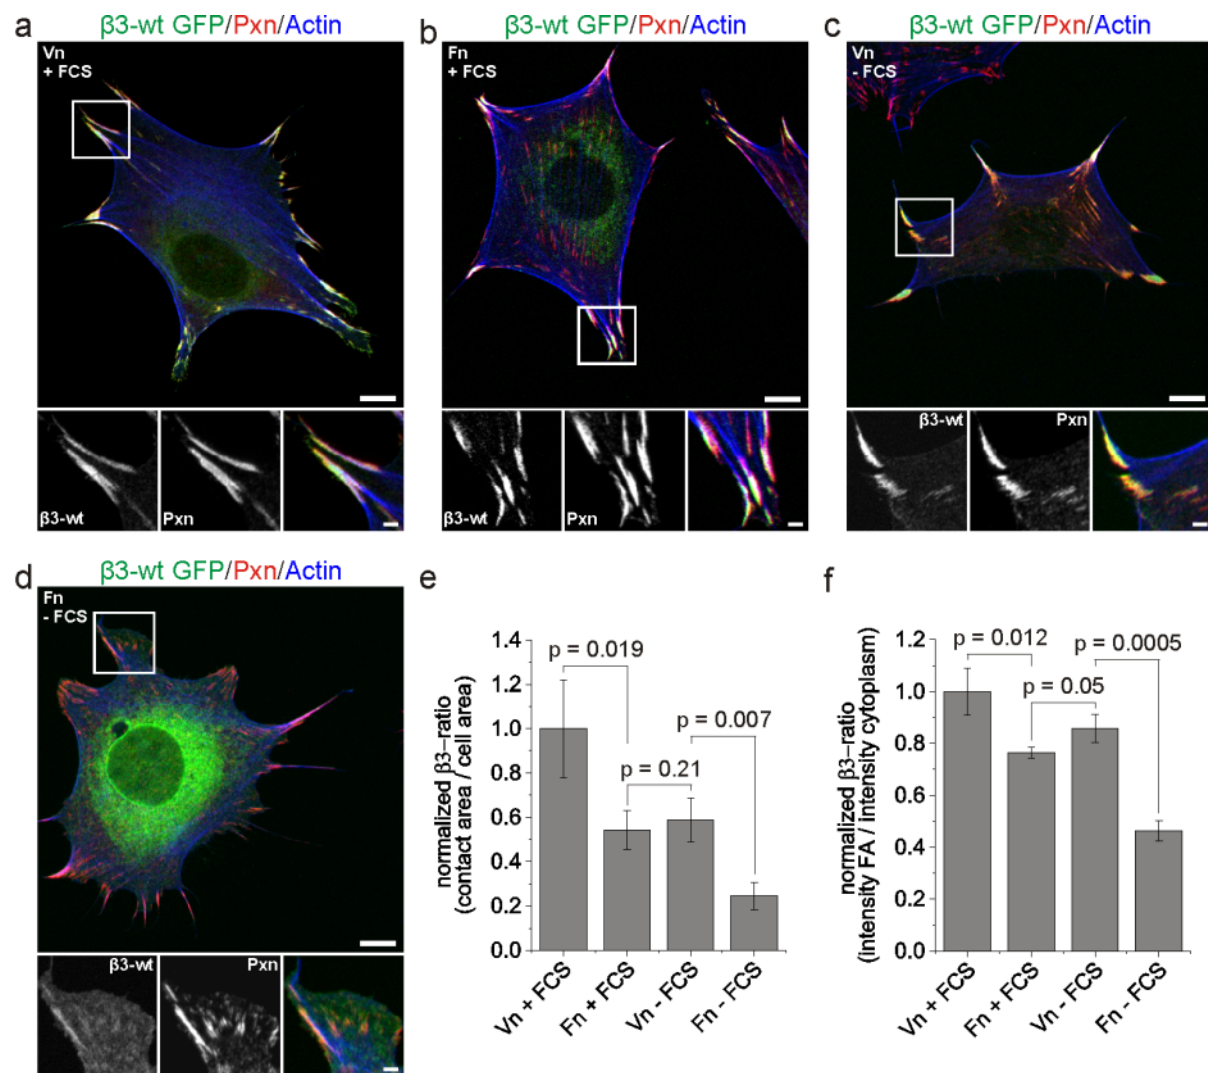 a
β3-wt GFP/Pxn/Actin
Vn
+ FCS
β3-wt
Pxn
b
β3-wt GFP/Pxn/Actin
Fn
+ FCS
β3-wt
Pxn
c
β3-wt GFP/Pxn/Actin
Vn
- FCS
β3-wt
Pxn
d
β3-wt GFP/Pxn/Actin
Fn
- FCS
β3-wt
Pxn
e
normalized β3–ratio
(contact area / cell area)
1.4
1.2
1.0
0.8
0.6
0.4
0.2
0.0
p = 0.019
p = 0.007
p = 0.21
Vn + FCS
Fn + FCS
Vn - FCS
Fn - FCS
f
normalized β3–ratio
(intensity FA / intensity cytoplasm)
1.2
1.0
0.8
0.6
0.4
0.2
0.0
p = 0.012
p = 0.0005
p = 0.05
Vn + FCS
Fn + FCS
Vn - FCS
Fn - FCS